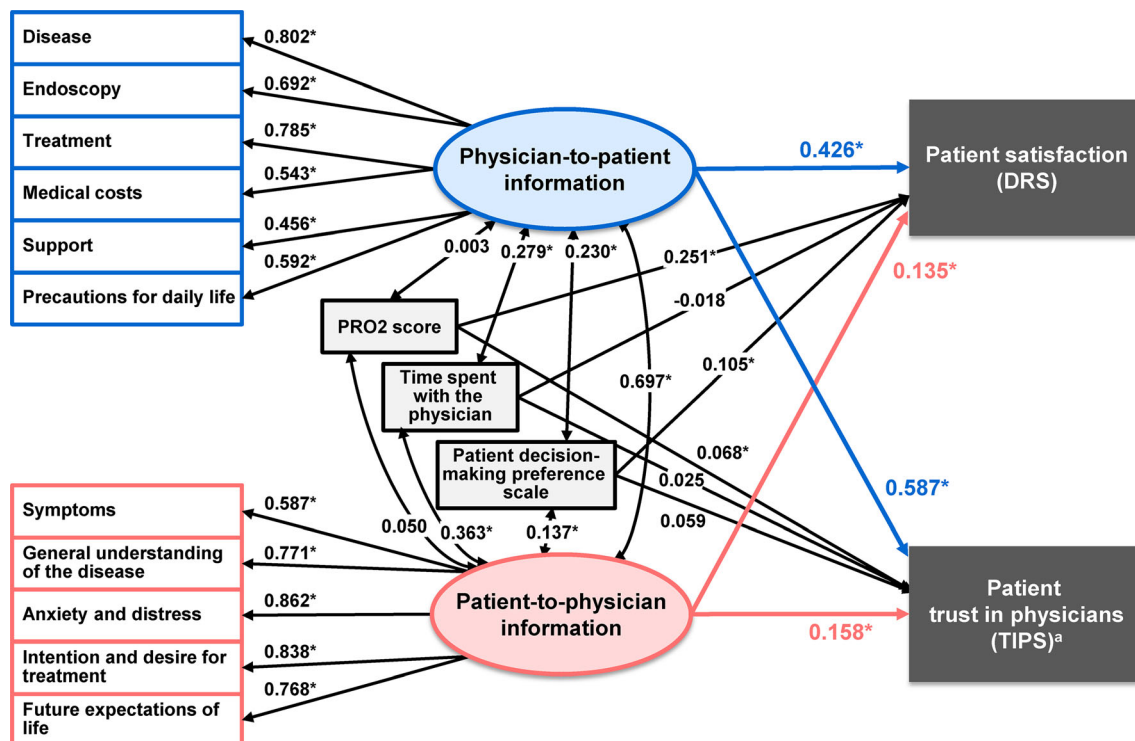 Disease
Endoscopy
Treatment
Medical costs
Support
Precautions for daily life
0.802*
0.692*
0.785*
0.543*
0.456*
0.592*
Physician-to-patient
information
0.003
0.279*
0.230*
0.697*
PRO2 score
Time spent
with the
physician
Patient decision-
making preference
scale
0.426*
0.251*
-0.018
0.105*
0.135*
0.068*
0.025
0.059
0.587*
Patient satisfaction
(DRS)
Symptoms
General understanding
of the disease
Anxiety and distress
Intention and desire for
treatment
Future expectations of
life
0.587*
0.771*
0.862*
0.838*
0.768*
0.050
0.363*
0.137*
Patient-to-physician
information
0.158*
Patient
trust in physicians
(TIPS)a